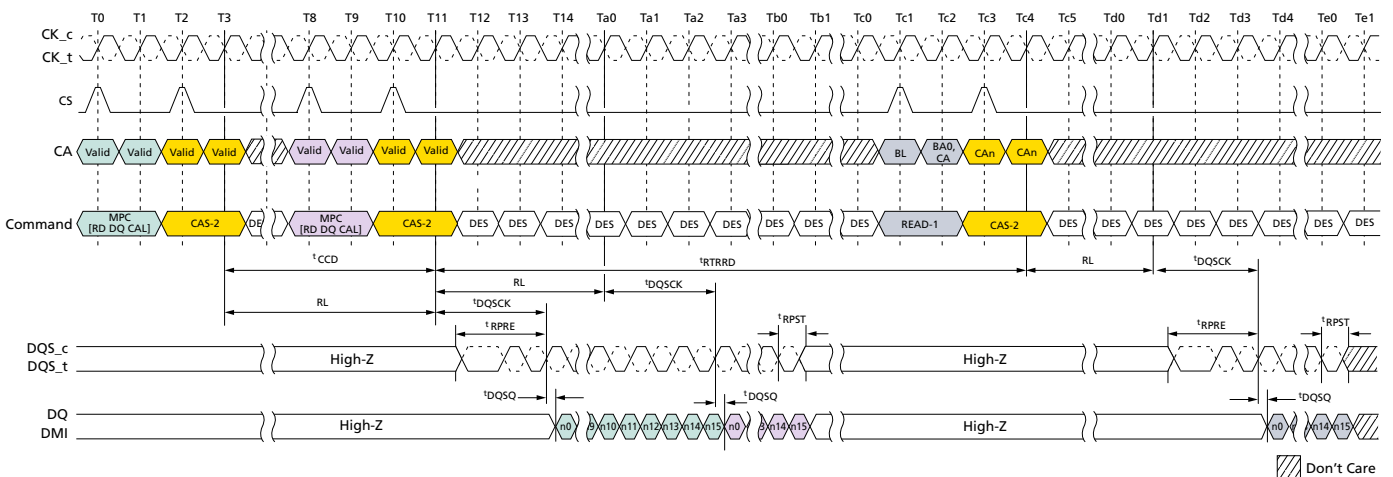 T0 T1 T2 T3 T8 T9 T10 T11 T12 T13 T14 Ta0 Ta1 Ta2 Ta3 Tb0 Tb1 Tc0 Tc1 Tc2 Tc3 Tc4 Tc5 Td0 Td1 Td2 Td3 Td4 Te0 Te1
CK_c
CK_t
CS
CA Valid Valid Valid Valid Valid Valid Valid Valid BL BA0, CA CAn CAn
Command MPC [RD DQ CAL] CAS-2 DE MPC [RD DQ CAL] CAS-2 DES DES DES DES DES DES DES DES DES DES READ-1 CAS-2 DES DES DES DES DES DES DES DES
tCCD tRTRRD RL tDQSCK
RL tDQSCK
RL tDQSCK
tRPRE tRPST tRPRE tRPST
DQS_c
DQS_t
High-Z High-Z
tDQSQ tDQSQ tDQSQ
DQ
DMI
High-Z n0 9 n10 n11 n12 n13 n14 n15 n0 3 n14 n15 High-Z n0 n14 n15
Don't Care